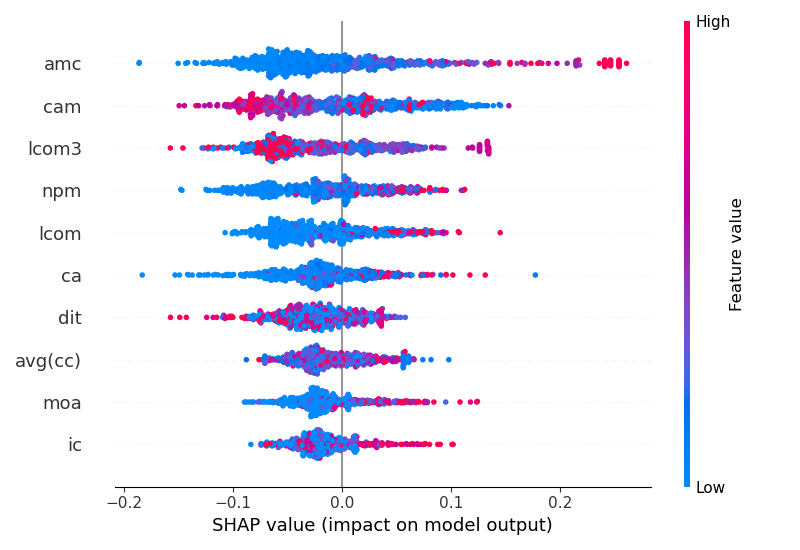 High
amc
cam
lcom3
npm
lcom
ca
dit
avg(cc)
moa
ic
Feature value
Low
−0.2 −0.1 0.0 0.1 0.2
SHAP value (impact on model output)